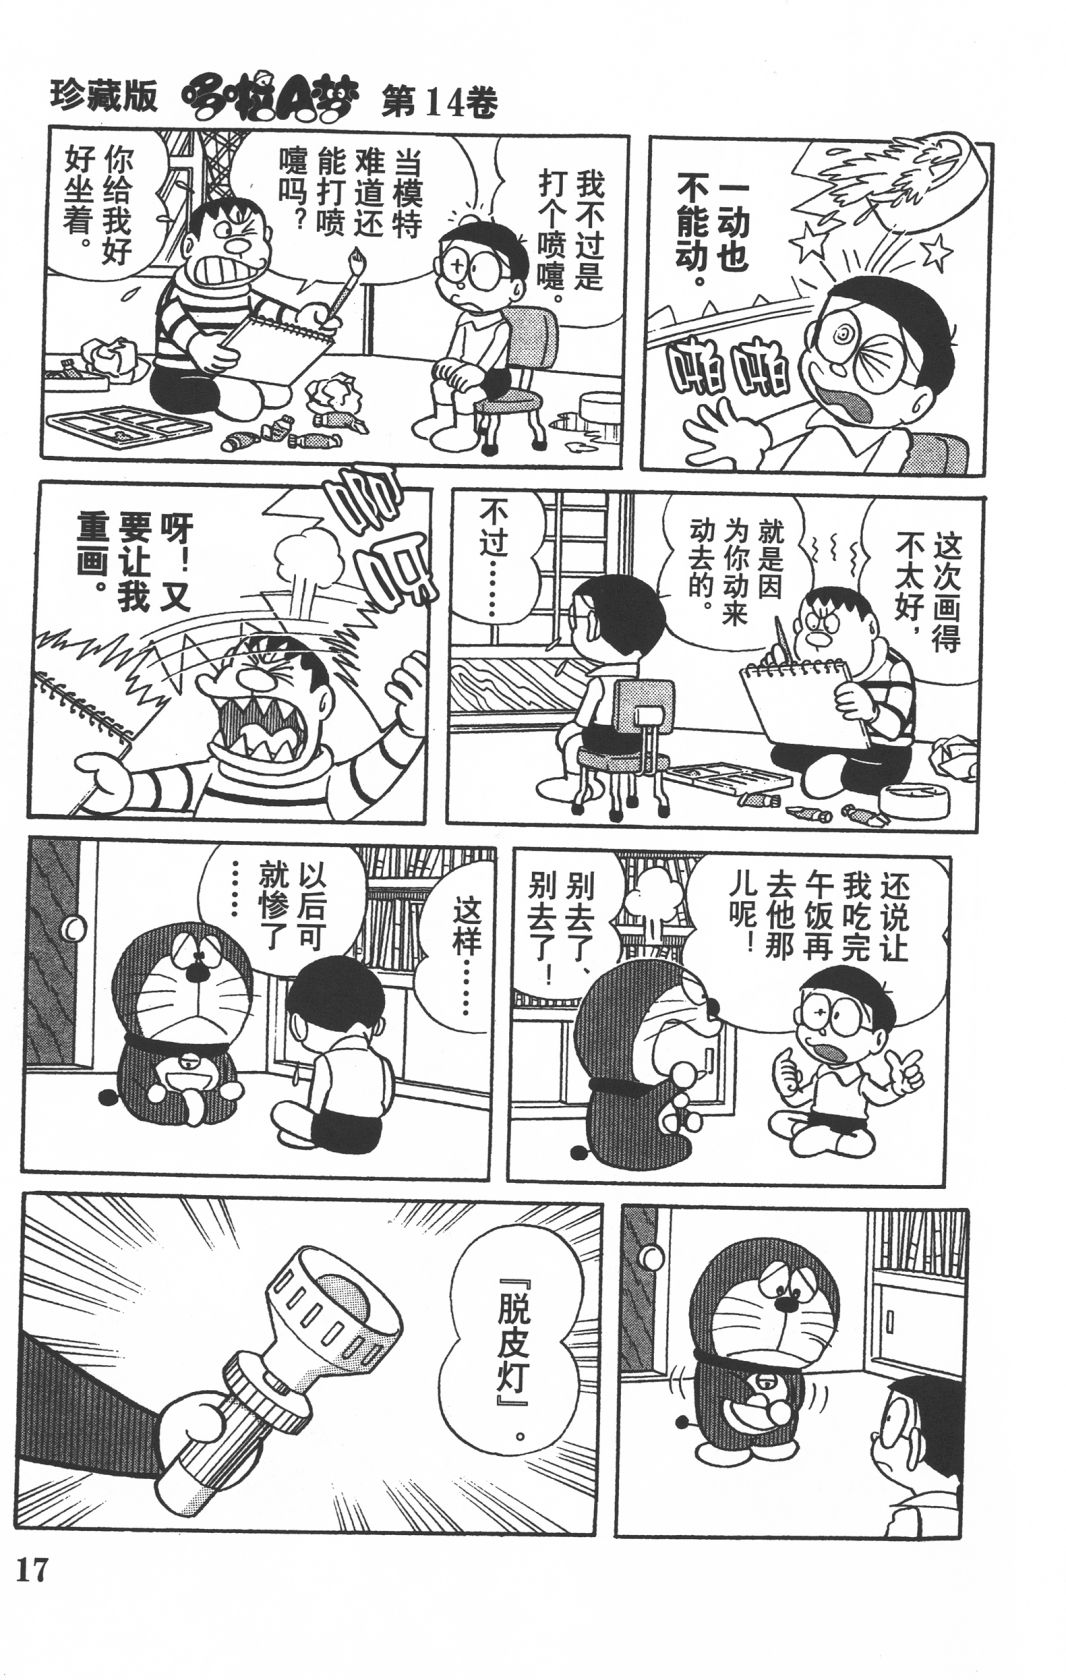 珍藏版 哆啦A梦 第14卷
一动也
不能动。
啪啪
我不过是
打个喷嚏。
当模特
难道还
能打喷
嚏吗？
你给我好
好坐着。
这次画得
不太好，
就是因
为你动来
动去的。
不过……
呀！又
要让我
重画。
啊呀
还说让
我吃完
午饭再
去他那
儿呢！
别去了、
别去了！
这样……
以后可
就惨了
……
『脱皮灯』。
17